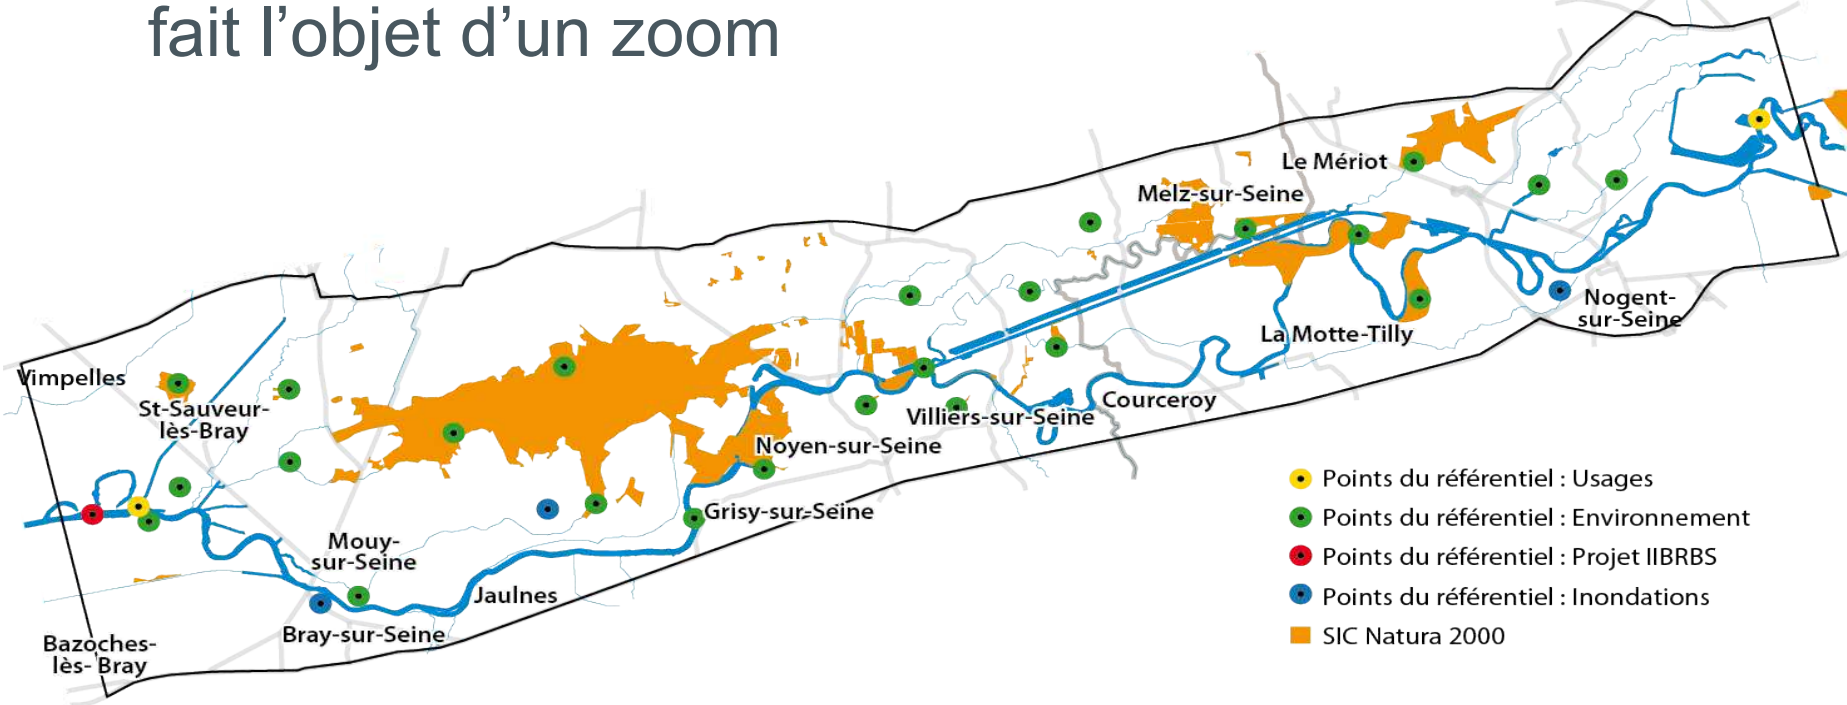 fait l’objet d’un zoom
Le Mériot
Melz-sur-Seine
Nogent-
sur-Seine
La Motte-Tilly
Vimpelles
St-Sauveur-
lès-Bray
Courceroy
Villiers-sur-Seine
Noyen-sur-Seine
Grisy-sur-Seine
Mouy-
sur-Seine
Jaulnes
Bray-sur-Seine
Bazoches-
lès- Bray
Points du référentiel : Usages
Points du référentiel : Environnement
Points du référentiel : Projet IIBRBS
Points du référentiel : Inondations
SIC Natura 2000